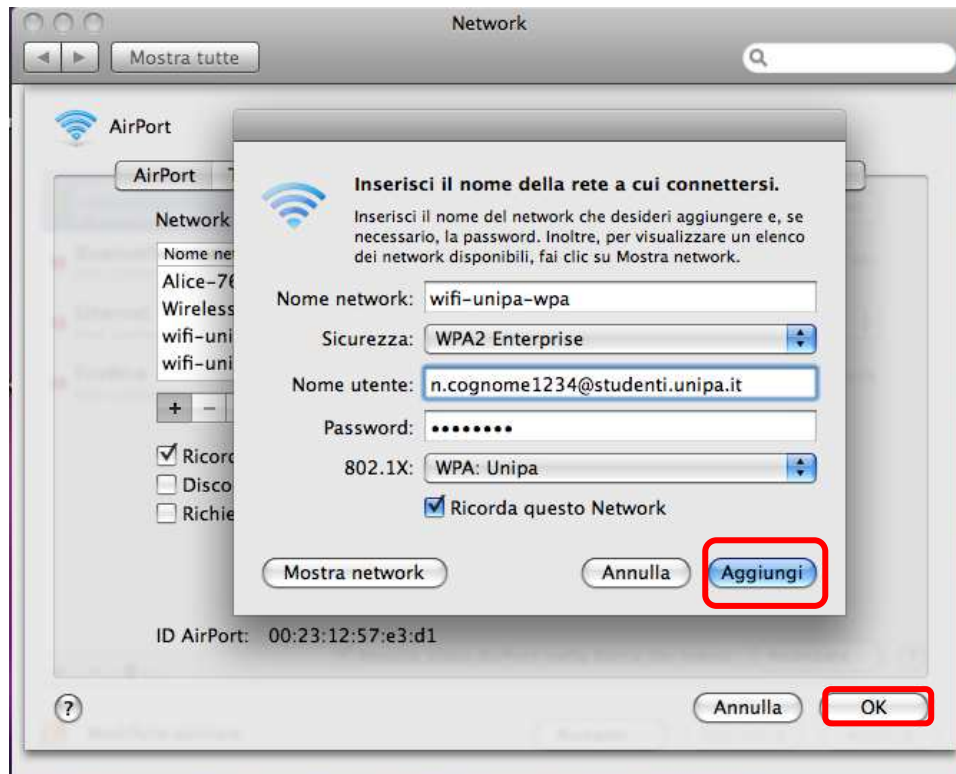 Network
Mostra tutte
AirPort
AirPort
Inserisci il nome della rete a cui connettersi.
Inserisci il nome del network che desideri aggiungere e, se
necessario, la password. Inoltre, per visualizzare un elenco
dei network disponibili, fai clic su Mostra network.
Network
Nome net
Alice-76
Wireless
wifi-uni
wifi-uni
Nome network: wifi-unipa-wpa
Sicurezza: WPA2 Enterprise
Nome utente: n.cognome1234@studenti.unipa.it
Password: ••••••••
802.1X: WPA: Unipa
Ricorda questo Network
+ –
Ricord
Disco
Richie
Mostra network Annulla Aggiungi
ID AirPort: 00:23:12:57:e3:d1
? Annulla OK